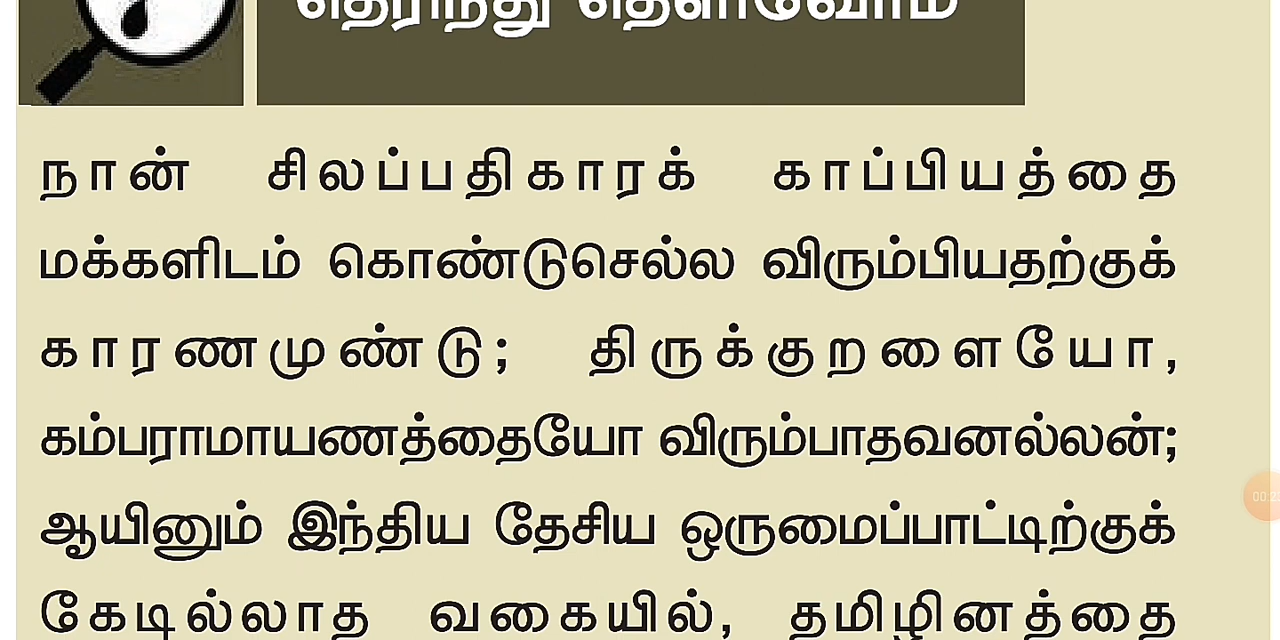 தெரிந்து தெளிவோம்
நான் சிலப்பதிகாரக் காப்பியத்தை
மக்களிடம் கொண்டுசெல்ல விரும்பியதற்குக்
காரணமுண்டு; திருக்குறளையோ,
கம்பராமாயணத்தையோ விரும்பாதவனல்லன்;
ஆயினும் இந்திய தேசிய ஒருமைப்பாட்டிற்குக்
கேடில்லாத வகையில், தமிழினத்தை